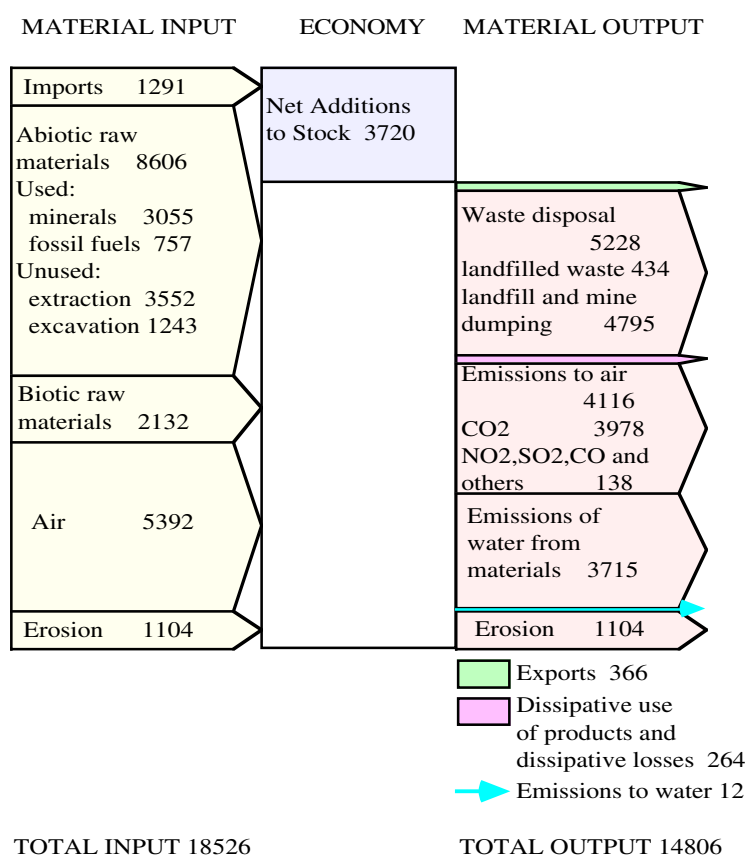 MATERIAL INPUT
ECONOMY
MATERIAL OUTPUT
Imports 1291
Abiotic raw
materials 8606
Used:
minerals 3055
fossil fuels 757
Unused:
extraction 3552
excavation 1243
Biotic raw
materials 2132
Air 5392
Erosion 1104
Net Additions
to Stock 3720
Waste disposal
5228
landfilled waste 434
landfill and mine
dumping 4795
Emissions to air
4116
CO2 3978
NO2,SO2,CO and
others 138
Emissions of
water from
materials 3715
Erosion 1104
Exports 366
Dissipative use
of products and
dissipative losses 264
Emissions to water 12
TOTAL INPUT 18526
TOTAL OUTPUT 14806